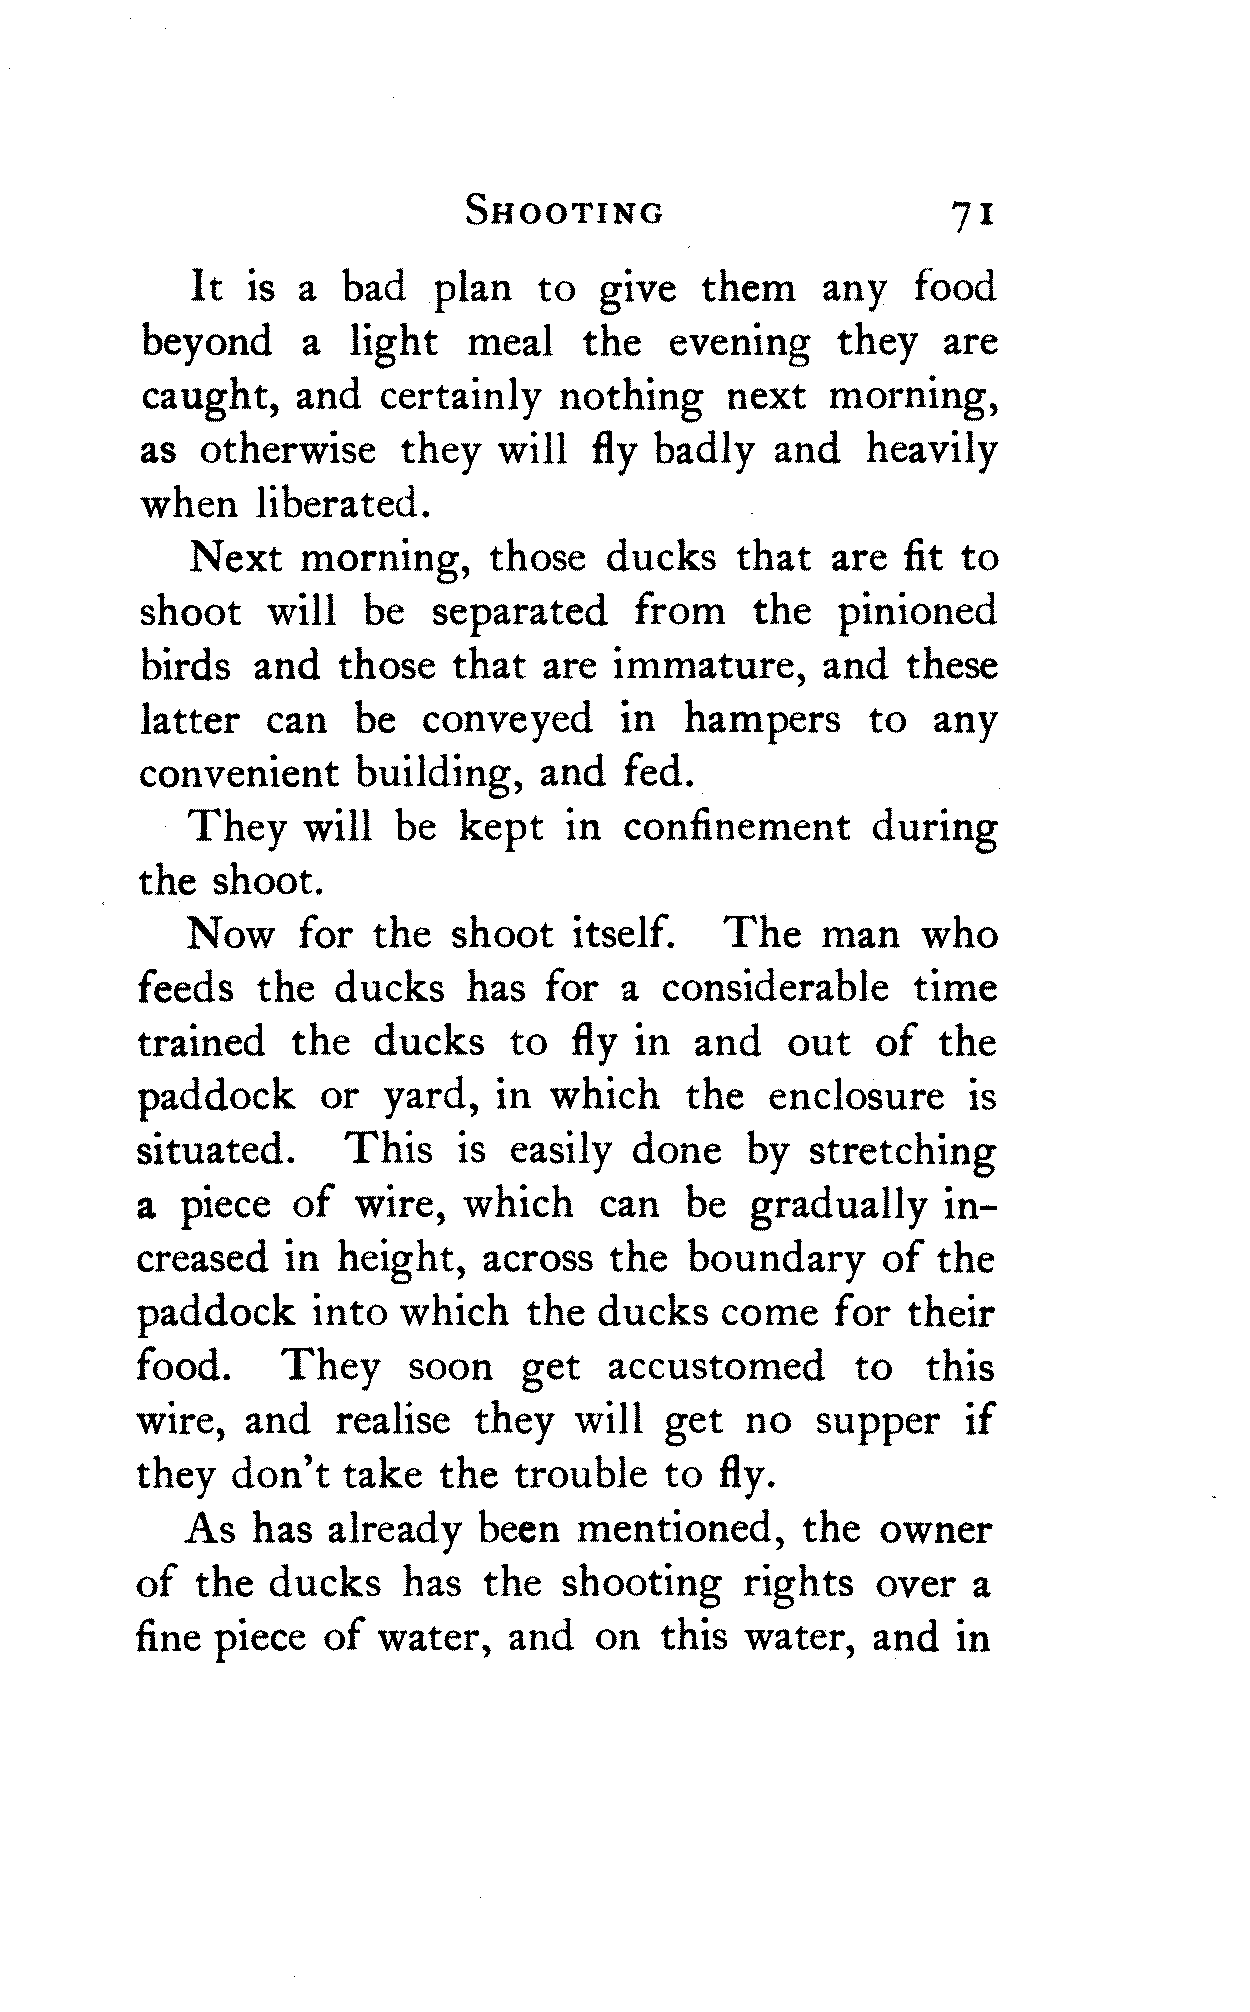 SHOOTING 71
It is a bad plan to give them any food
beyond a light meal the evening they are
caught, and certainly nothing next morning,
as otherwise they will fly badly and heavily
when liberated.
Next morning, those ducks that are fit to
shoot will be separated from the pinioned
birds and those that are immature, and these
latter can be conveyed in hampers to any
convenient building, and fed.
They will be kept in confinement during
the shoot.
Now for the shoot itself. The man who
feeds the ducks has for a considerable time
trained the ducks to fly in and out of the
paddock or yard, in which the enclosure is
situated. This is easily done by stretching
a piece of wire, which can be gradually in-
creased in height, across the boundary of the
paddock into which the ducks come for their
food. They soon get accustomed to this
wire, and realise they will get no supper if
they don't take the trouble to fly.
As has already been mentioned, the owner
of the ducks has the shooting rights over a
fine piece of water, and on this water, and in